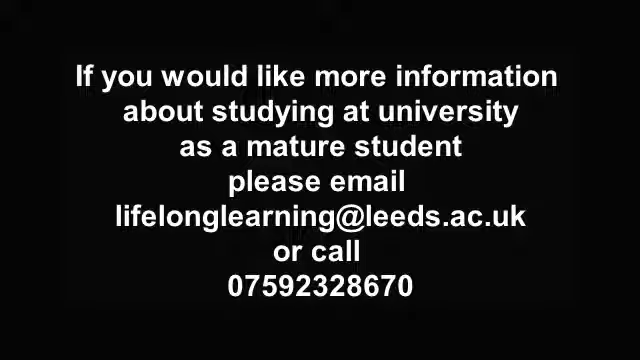 If you would like more information
about studying at university
as a mature student
please email
lifelonglearning@leeds.ac.uk
or call
07592328670